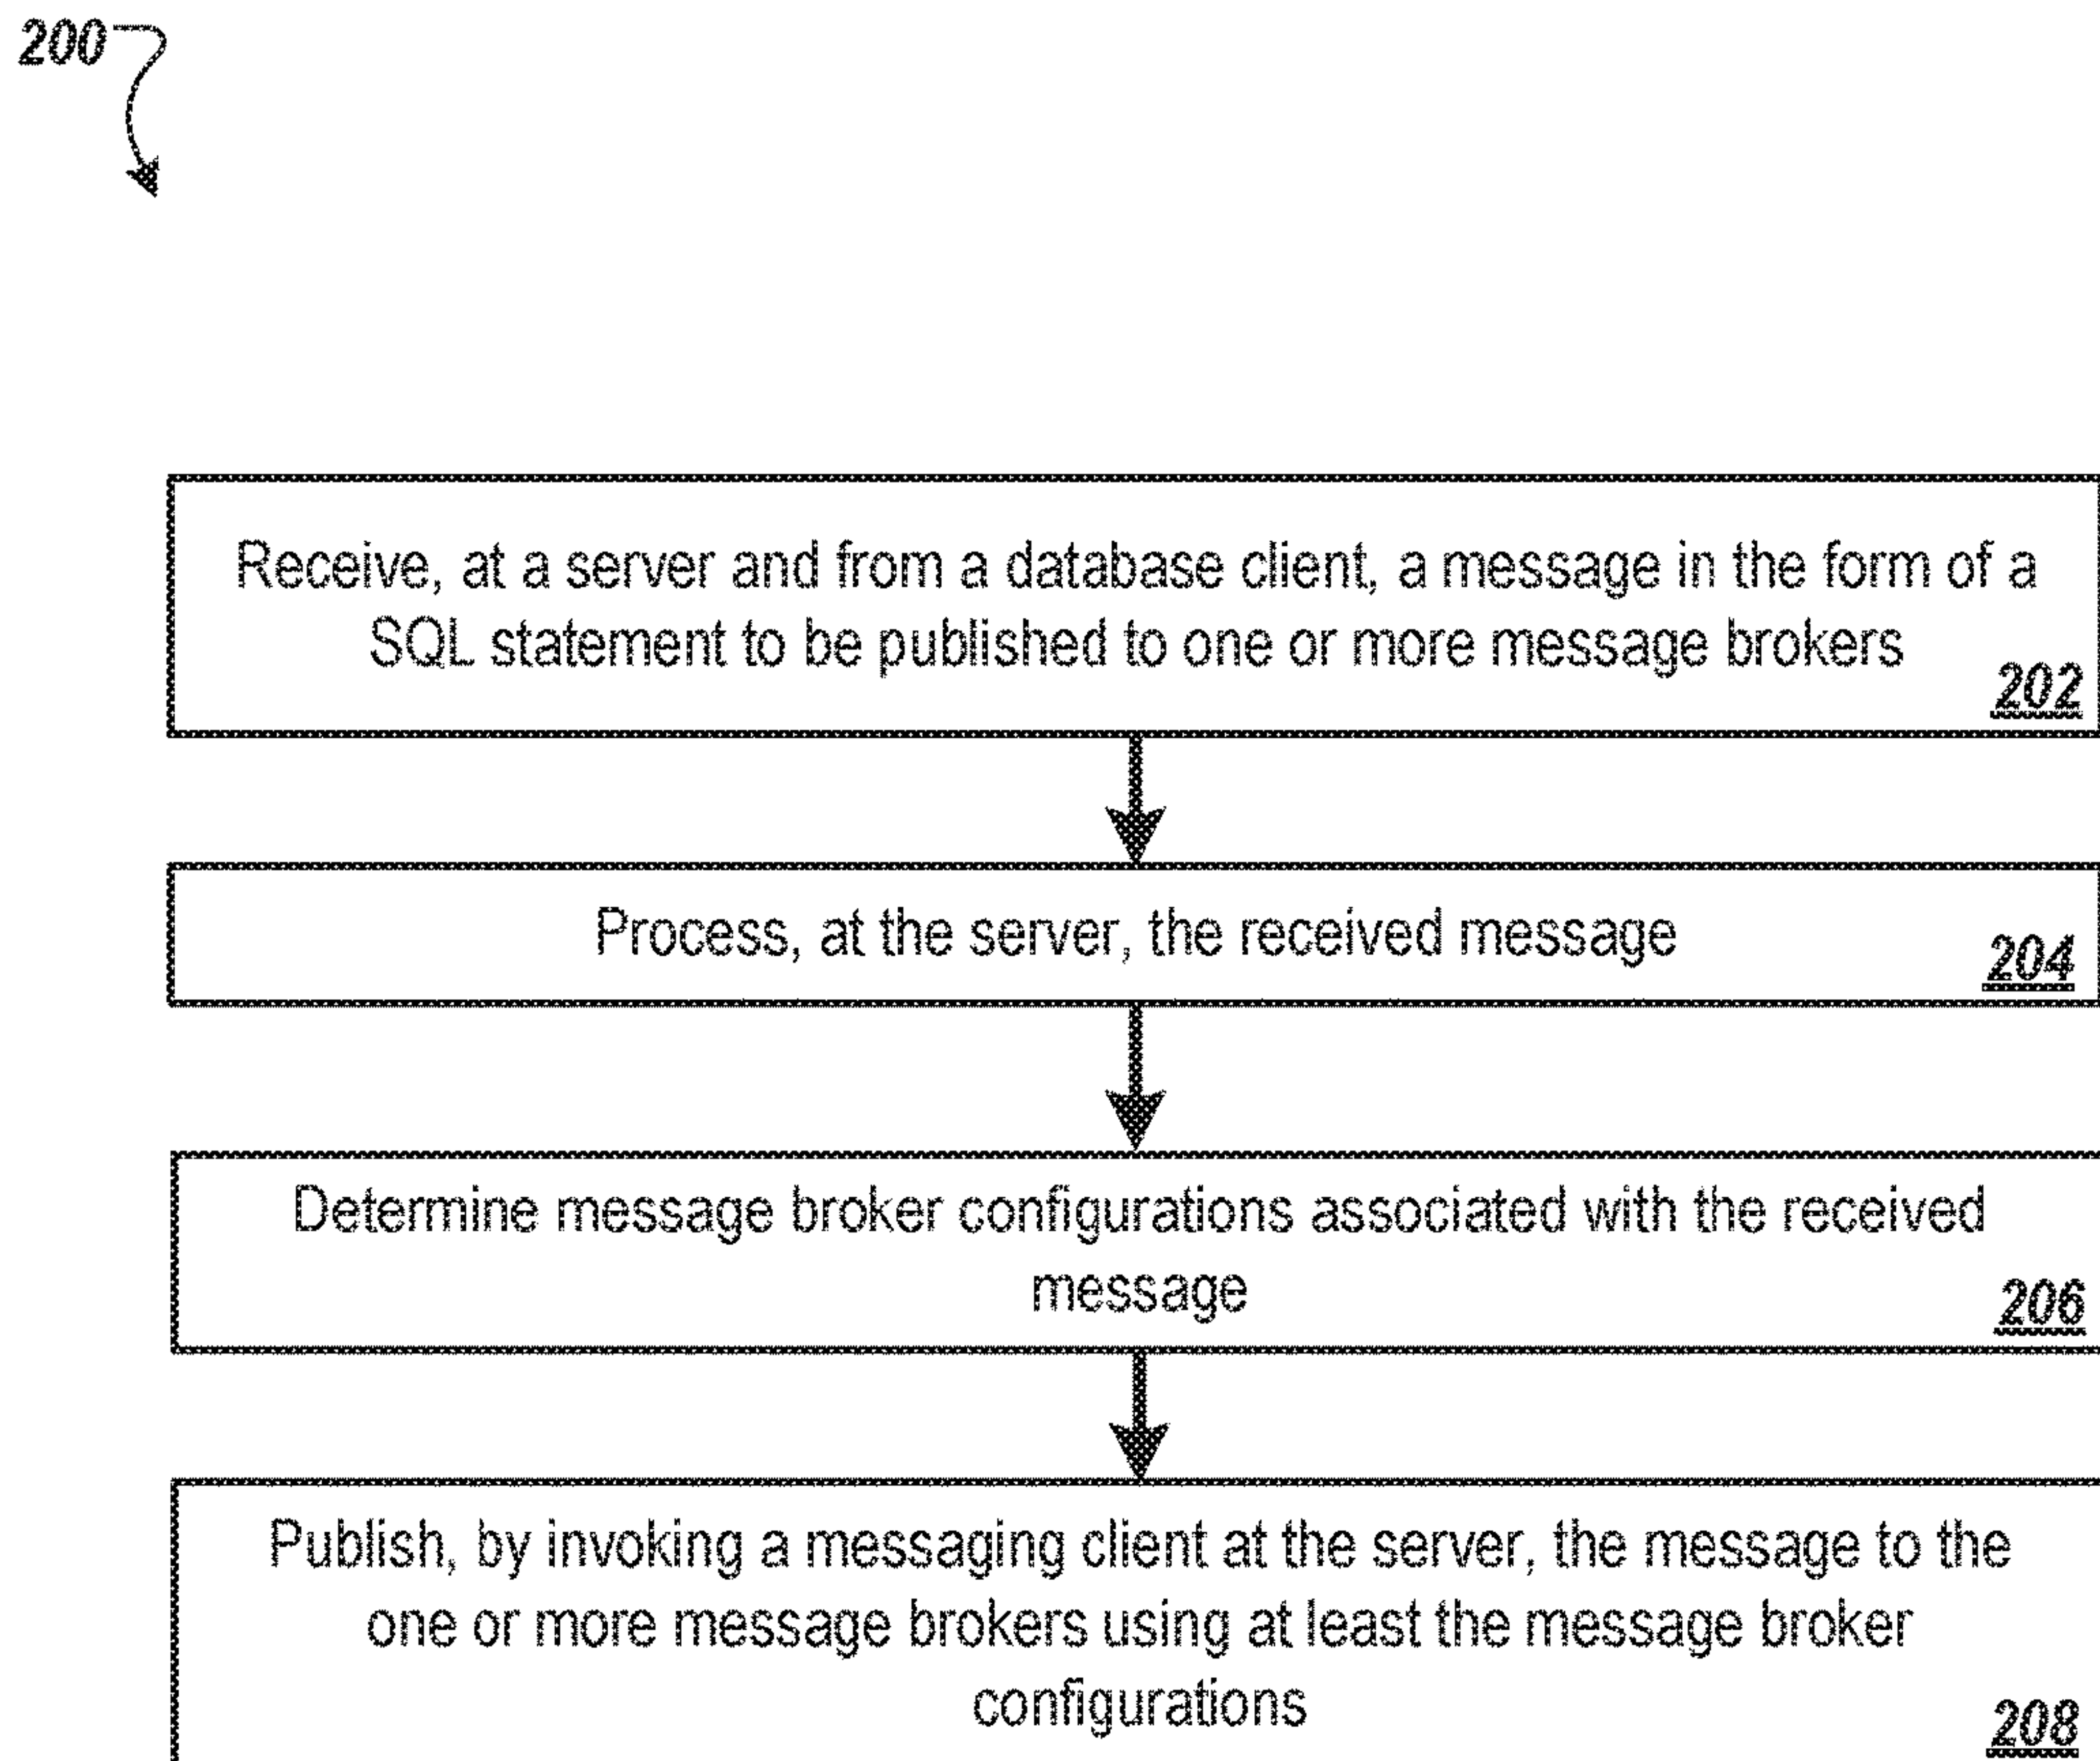 200
Receive, at a server and from a database client, a message in the form of a
SQL statement to be published to one or more message brokers
202
Process, at the server, the received message
204
Determine message broker configurations associated with the received
message
206
Publish, by invoking a messaging client at the server, the message to the
one or more message brokers using at least the message broker
configurations
208